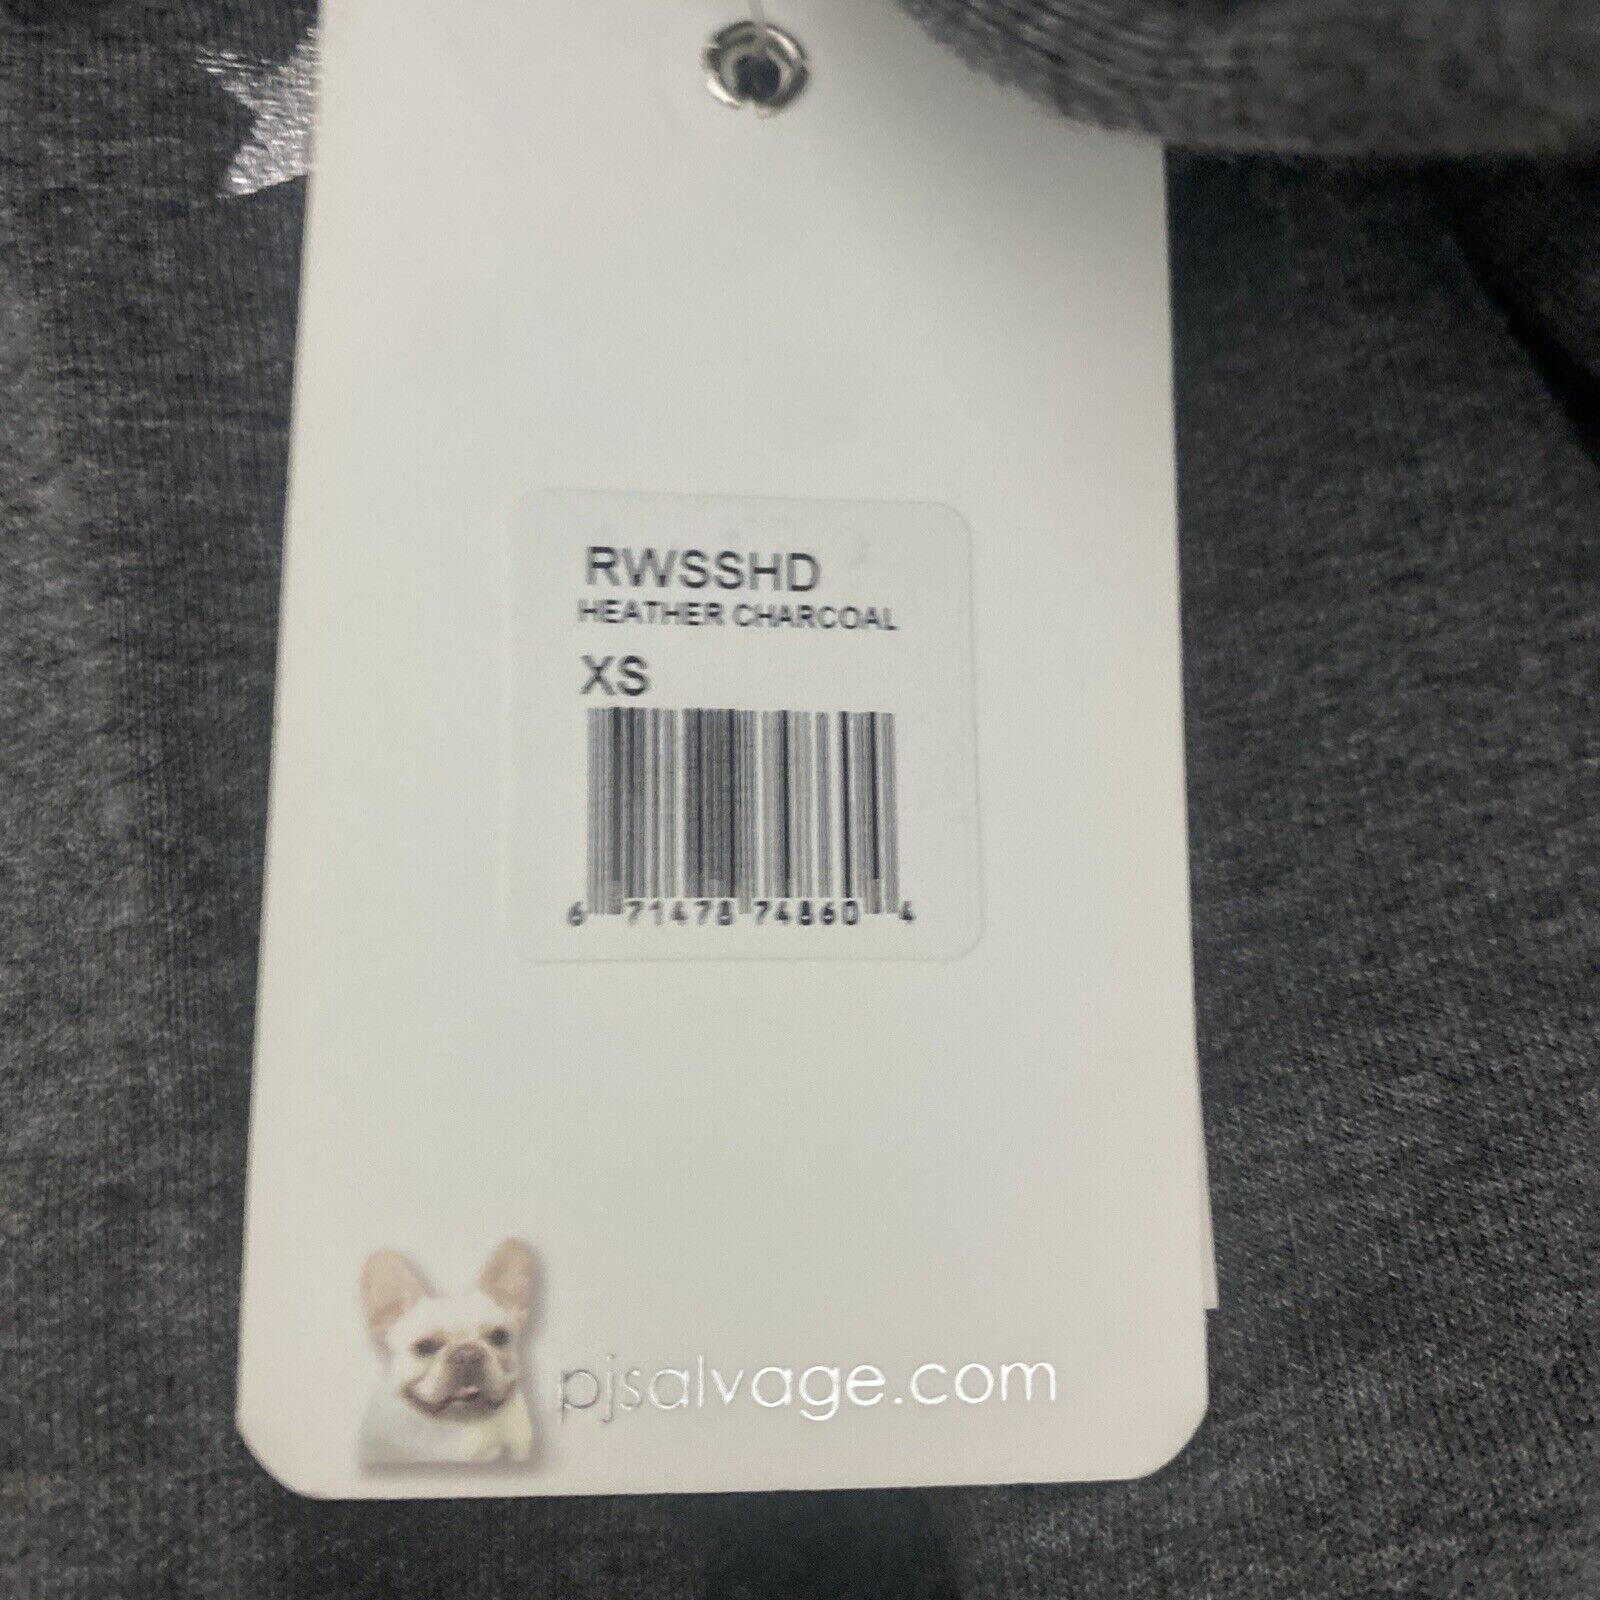 RWSSHD
HEATHER CHARCOAL
XS
6 71478 74860 4
pjsalvage.com